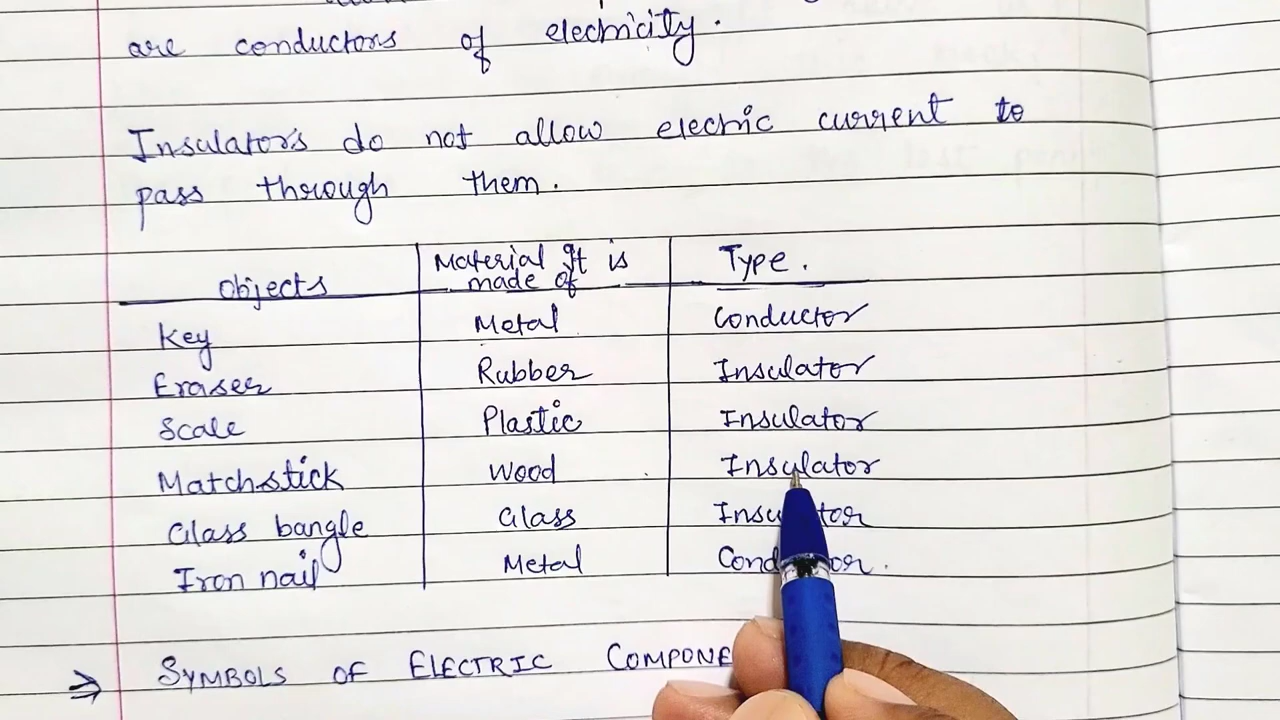 are conductors of electricity.
Insulators do not allow electric current to
pass through them.
Objects Material It is made of Type.
Key Metal Conductor
Eraser Rubber Insulator
Scale Plastic Insulator
Matchstick Wood Insulator
Glass bangle Glass
Iron nail Metal
⇒ SYMBOLS OF ELECTRIC